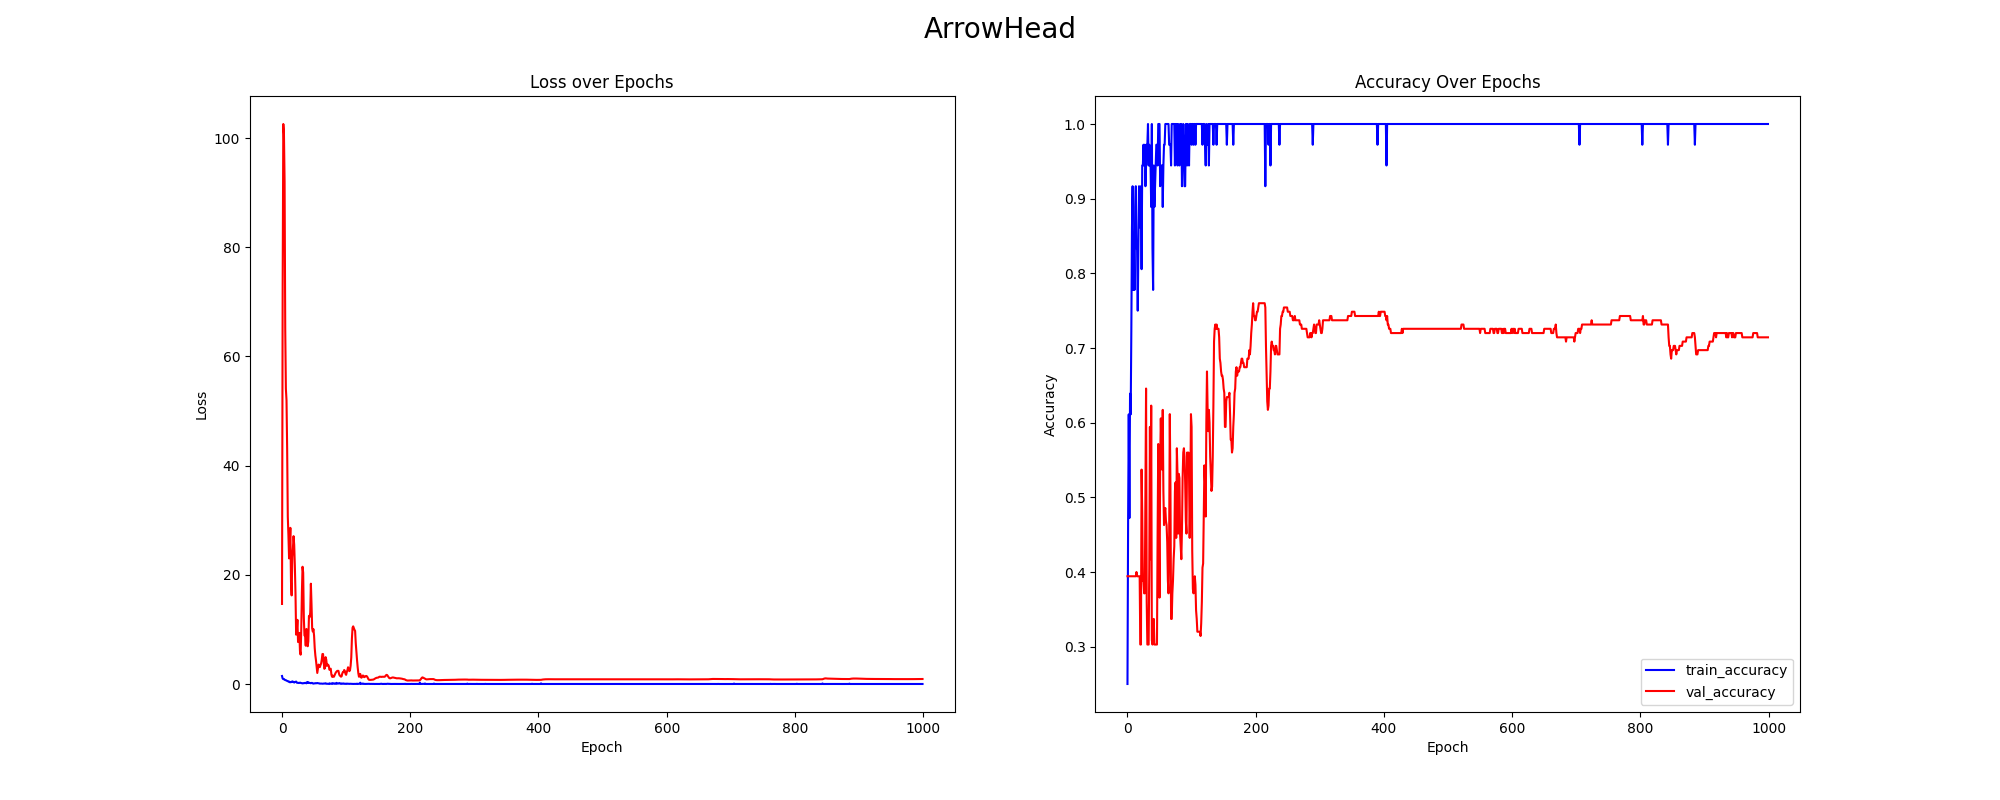 ArrowHead
Loss over Epochs
Loss
100
80
60
40
20
0
0 200 400 600 800 1000
Epoch
Accuracy Over Epochs
Accuracy
1.0
0.9
0.8
0.7
0.6
0.5
0.4
0.3
train_accuracy
val_accuracy
0 200 400 600 800 1000
Epoch